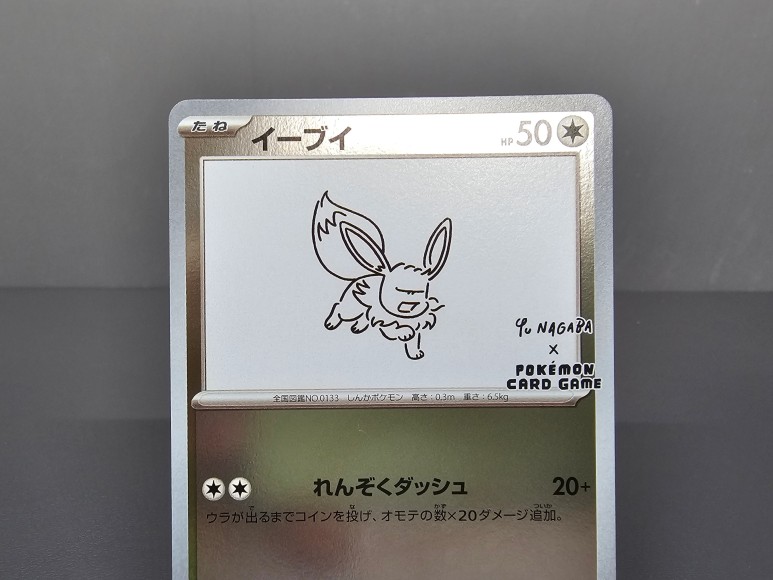 たね イーブイ HP 50
Yu NAGABA
X
POKÉMON
CARD GAME
全国図鑑NO.0133 しんかポケモン 高さ:0.3m 重さ:6.5kg
れんぞくダッシュ 20+
ウラが出るまでコインを投げ、オモテの数×20ダメージ追加。